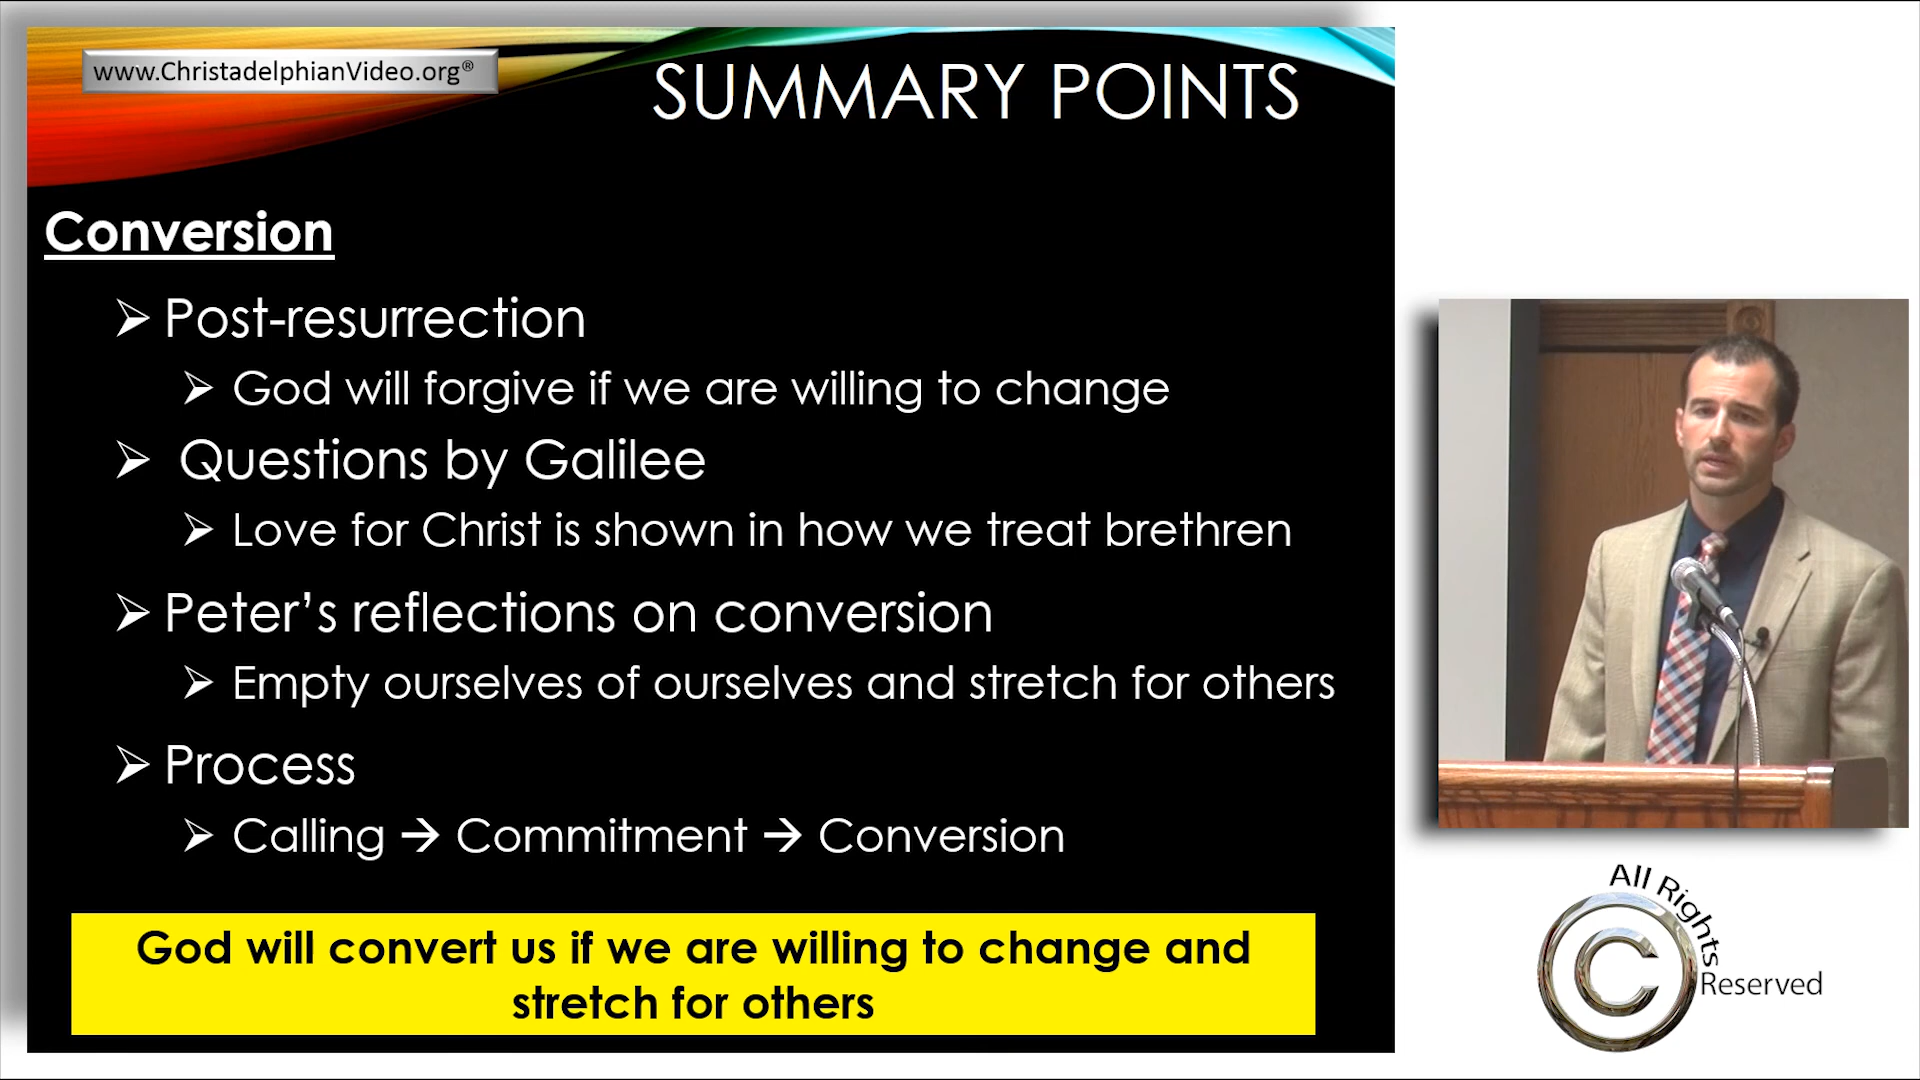 www.ChristadelphianVideo.org®
SUMMARY POINTS
Conversion
➢ Post-resurrection
➢ God will forgive if we are willing to change
➢ Questions by Galilee
➢ Love for Christ is shown in how we treat brethren
➢ Peter's reflections on conversion
➢ Empty ourselves of ourselves and stretch for others
➢ Process
➢ Calling → Commitment → Conversion
God will convert us if we are willing to change and
stretch for others
All Rights
Reserved